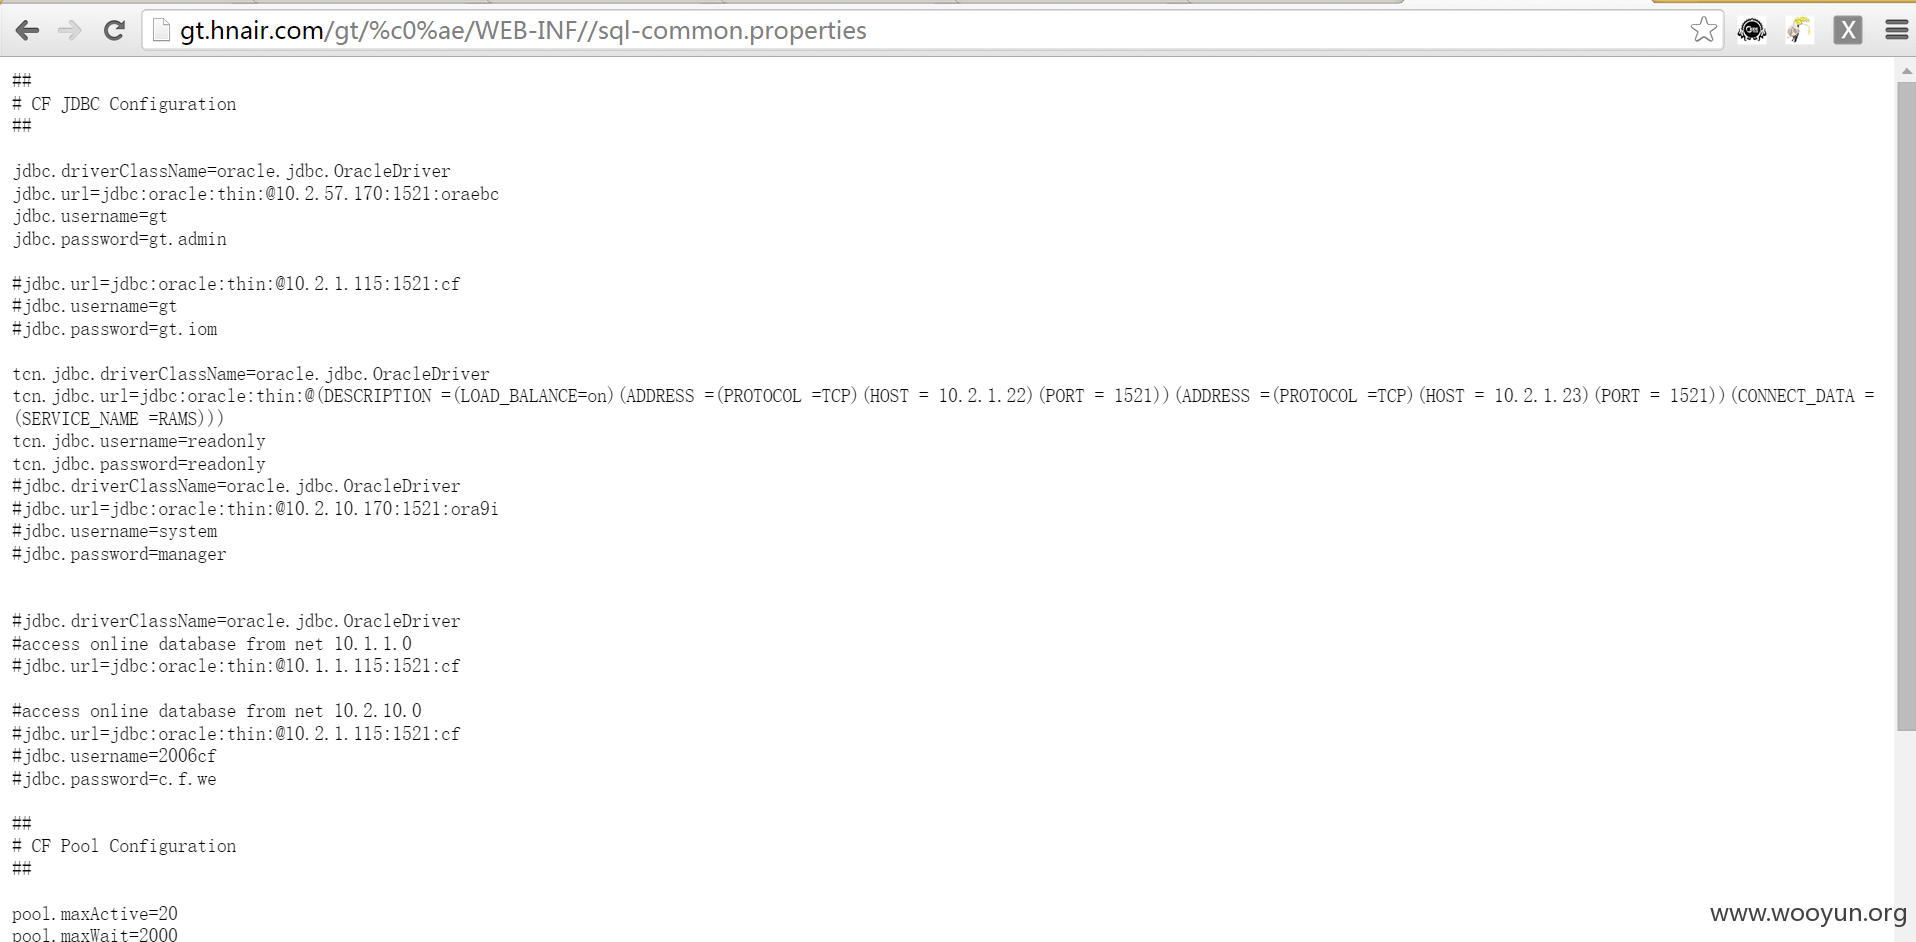 gt.hnair.com/gt/%c0%ae/WEB-INF//sql-common.properties
##
# CF JDBC Configuration
##
jdbc.driverClassName=oracle.jdbc.OracleDriver
jdbc.url=jdbc:oracle:thin:@10.2.57.170:1521:oraebc
jdbc.username=gt
jdbc.password=gt.admin
#jdbc.url=jdbc:oracle:thin:@10.2.1.115:1521:cf
#jdbc.username=gt
#jdbc.password=gt.iom
tcn.jdbc.driverClassName=oracle.jdbc.OracleDriver
tcn.jdbc.url=jdbc:oracle:thin:@(DESCRIPTION =(LOAD_BALANCE=on)(ADDRESS =(PROTOCOL =TCP)(HOST = 10.2.1.22)(PORT = 1521))(ADDRESS =(PROTOCOL =TCP)(HOST = 10.2.1.23)(PORT = 1521))(CONNECT_DATA =
(SERVICE_NAME =RAMS)))
tcn.jdbc.username=readonly
tcn.jdbc.password=readonly
#jdbc.driverClassName=oracle.jdbc.OracleDriver
#jdbc.url=jdbc:oracle:thin:@10.2.10.170:1521:ora9i
#jdbc.username=system
#jdbc.password=manager
#jdbc.driverClassName=oracle.jdbc.OracleDriver
#access online database from net 10.1.1.0
#jdbc.url=jdbc:oracle:thin:@10.1.1.115:1521:cf
#access online database from net 10.2.10.0
#jdbc.url=jdbc:oracle:thin:@10.2.1.115:1521:cf
#jdbc.username=2006cf
#jdbc.password=c.f.we
##
# CF Pool Configuration
##
pool.maxActive=20
pool.maxWait=2000
www.wooyun.org